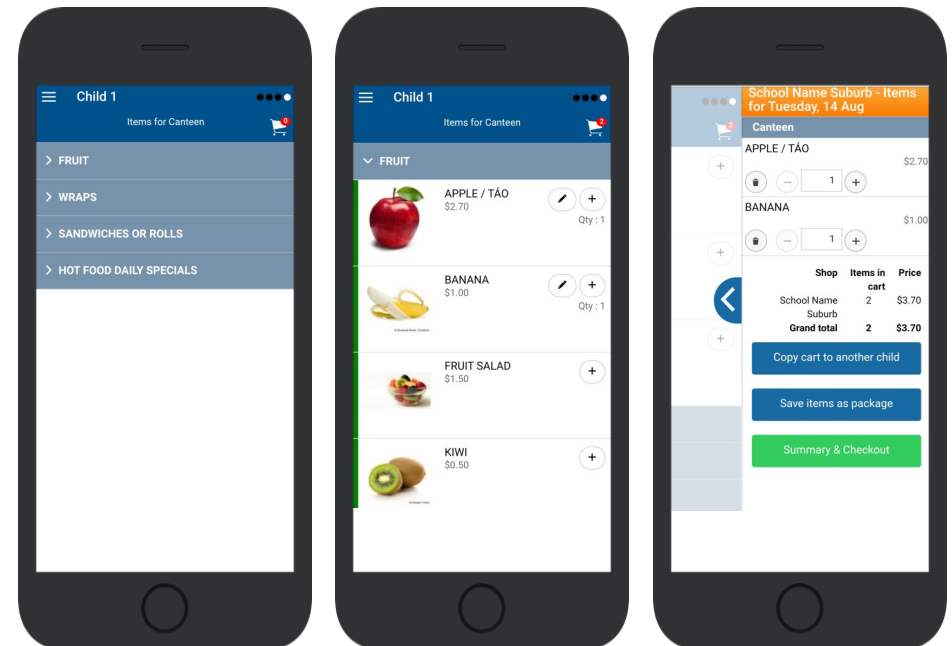 Child 1
Items for Canteen
0
FRUIT
WRAPS
SANDWICHES OR ROLLS
HOT FOOD DAILY SPECIALS
Child 1
Items for Canteen
2
FRUIT
APPLE / TÁO
$2.70
Qty : 1
BANANA
$1.00
Qty : 1
FRUIT SALAD
$1.50
KIWI
$0.50
2
School Name Suburb - Items
for Tuesday, 14 Aug
Canteen
APPLE / TÁO
$2.70
1
BANANA
$1.00
1
Shop Items in Price
cart
School Name 2 $3.70
Suburb
Grand total 2 $3.70
Copy cart to another child
Save items as package
Summary & Checkout